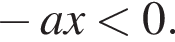 − ax < 0.